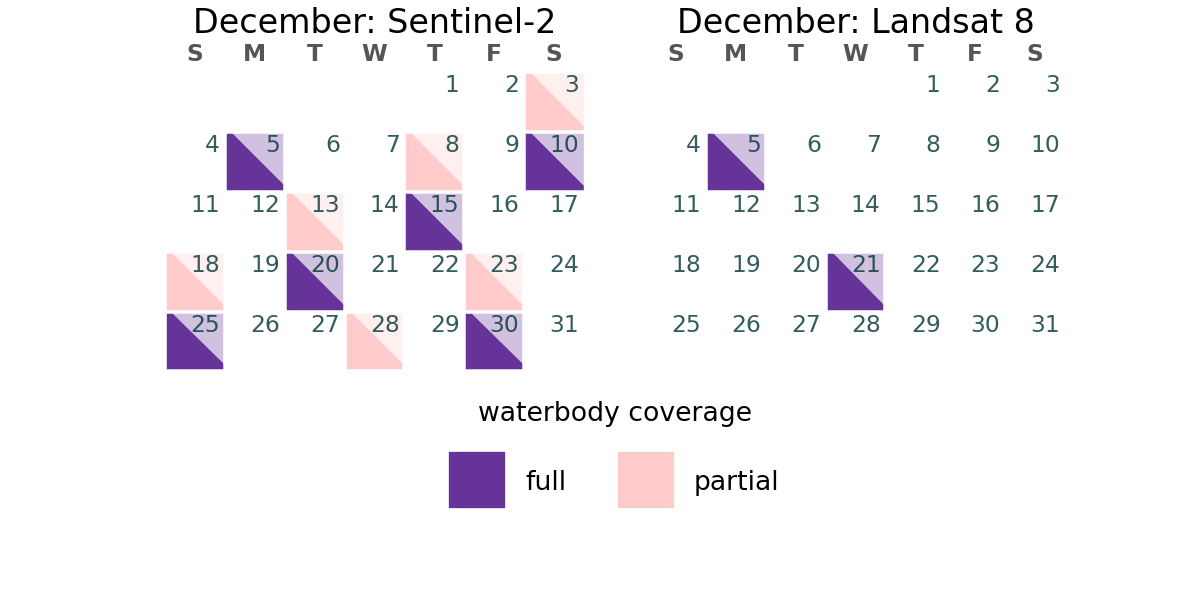 December: Sentinel-2
S M T W T F S
1 2 3
4 5 6 7 8 9 10
11 12 13 14 15 16 17
18 19 20 21 22 23 24
25 26 27 28 29 30 31
December: Landsat 8
S M T W T F S
1 2 3
4 5 6 7 8 9 10
11 12 13 14 15 16 17
18 19 20 21 22 23 24
25 26 27 28 29 30 31
waterbody coverage
full
partial